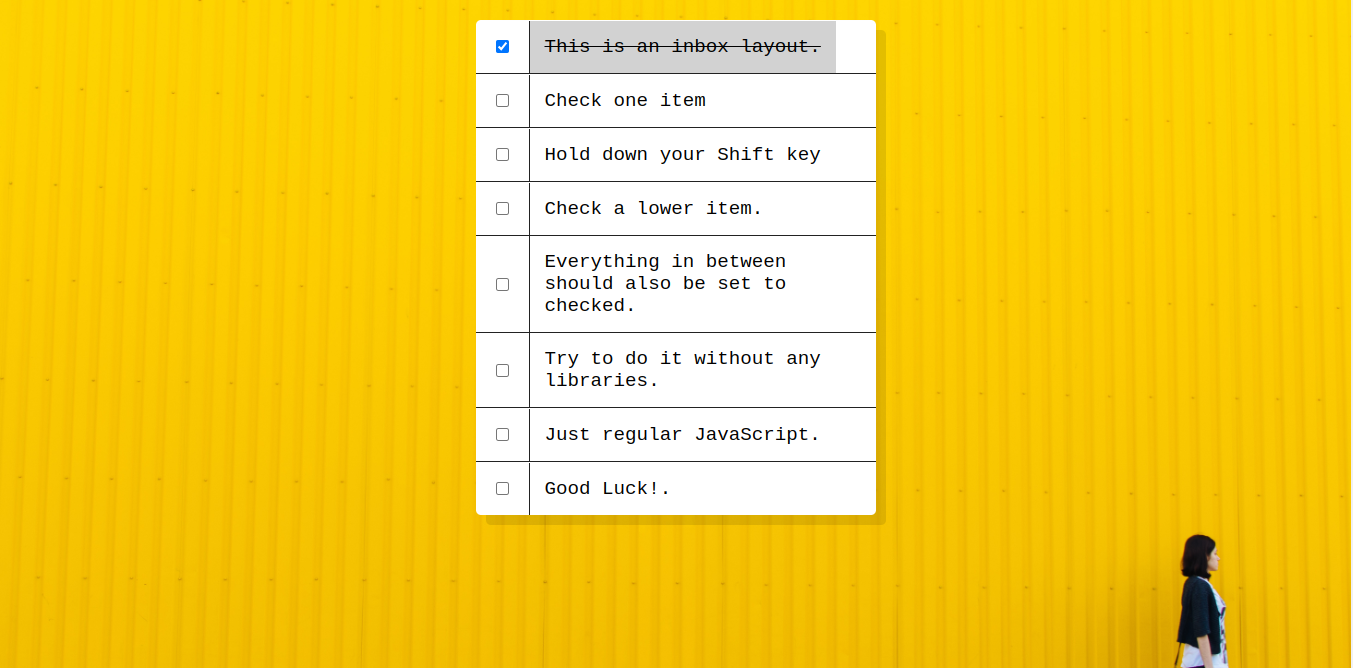 This is an inbox layout.
Check one item
Hold down your Shift key
Check a lower item.
Everything in between
should also be set to
checked.
Try to do it without any
libraries.
Just regular JavaScript.
Good Luck!.